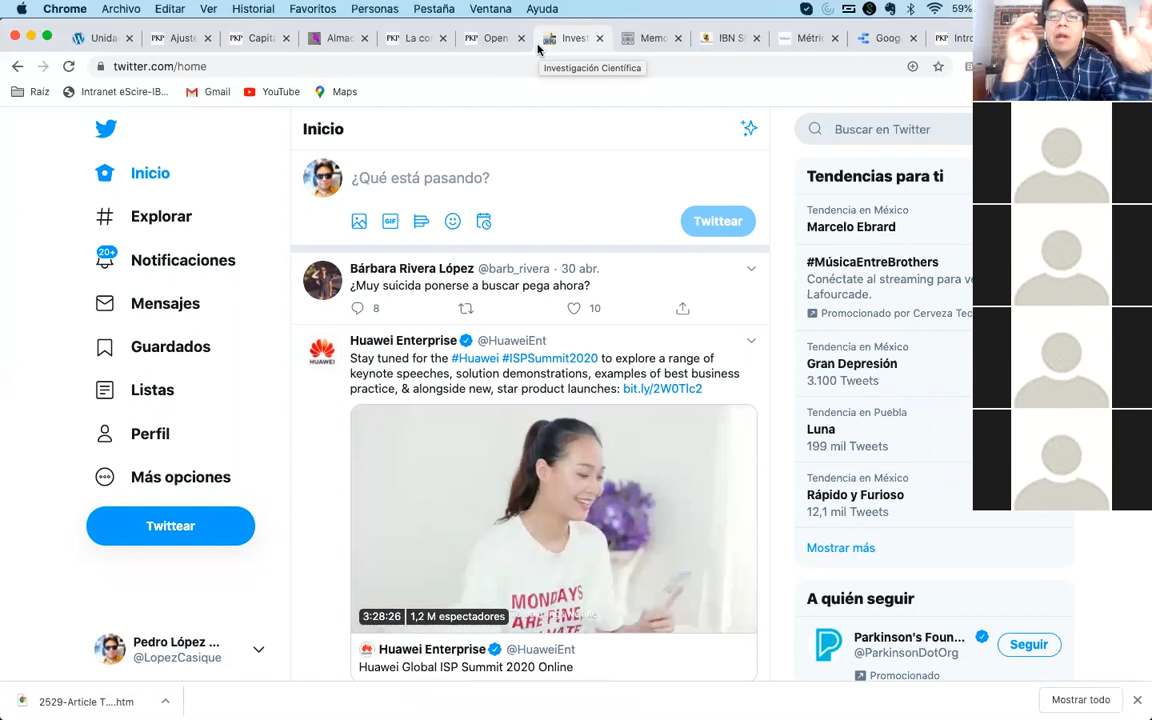 Chrome Archivo Editar Ver Historial Favoritos Personas Pestaña Ventana Ayuda 59%
Unida Ajuste Capita Almac La co Open Invest Memo IBN S Métri Goog Intro
twitter.com/home
Investigación Científica
Raíz Intranet eScire-IB... Gmail YouTube Maps
Inicio
Explorar
20+
Notificaciones
Mensajes
Guardados
Listas
Perfil
Más opciones
Twittear
Pedro López ...
@LopezCasique
Inicio
¿Qué está pasando?
GIF
Twittear
Bárbara Rivera López @barb_rivera · 30 abr.
¿Muy suicida ponerse a buscar pega ahora?
8 10
Huawei Enterprise @HuaweiEnt
Stay tuned for the #Huawei #ISPSummit2020 to explore a range of
keynote speeches, solution demonstrations, examples of best business
practice, & alongside new, star product launches: bit.ly/2W0TIc2
MONDAYS
ARE FINE
3:28:26 1,2 M espectadores
Huawei Enterprise @HuaweiEnt
Huawei Global ISP Summit 2020 Online
Buscar en Twitter
Tendencias para ti
Tendencia en México
Marcelo Ebrard
#MúsicaEntreBrothers
Conéctate al streaming para
Lafourcade.
Promocionado por Cerveza Tec
Tendencia en México
Gran Depresión
3.100 Tweets
Tendencia en Puebla
Luna
199 mil Tweets
Tendencia en México
Rápido y Furioso
12,1 mil Tweets
Mostrar más
A quién seguir
Parkinson's Foun...
@ParkinsonDotOrg
Seguir
Promocionado
2529-Article T....htm
Mostrar todo